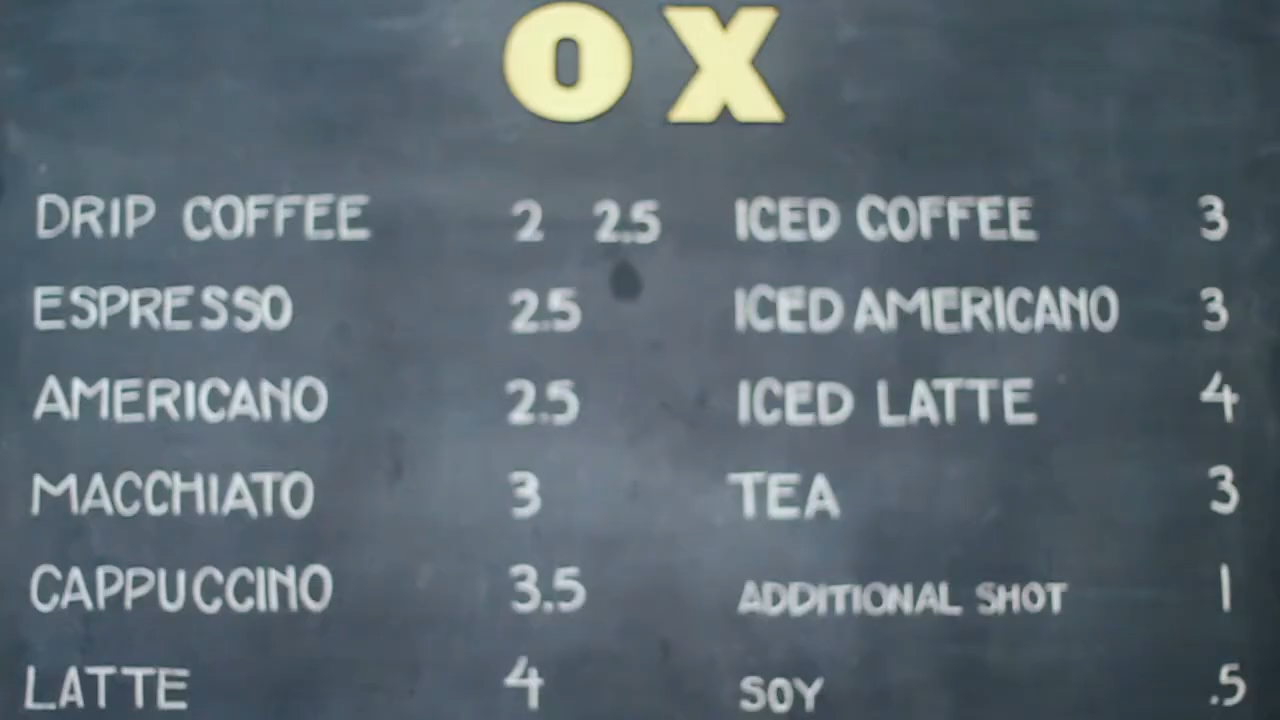 OX
DRIP COFFEE 2 2.5
ESPRESSO 2.5
AMERICANO 2.5
MACCHIATO 3
CAPPUCCINO 3.5
LATTE 4
ICED COFFEE 3
ICED AMERICANO 3
ICED LATTE 4
TEA 3
ADDITIONAL SHOT 1
SOY .5